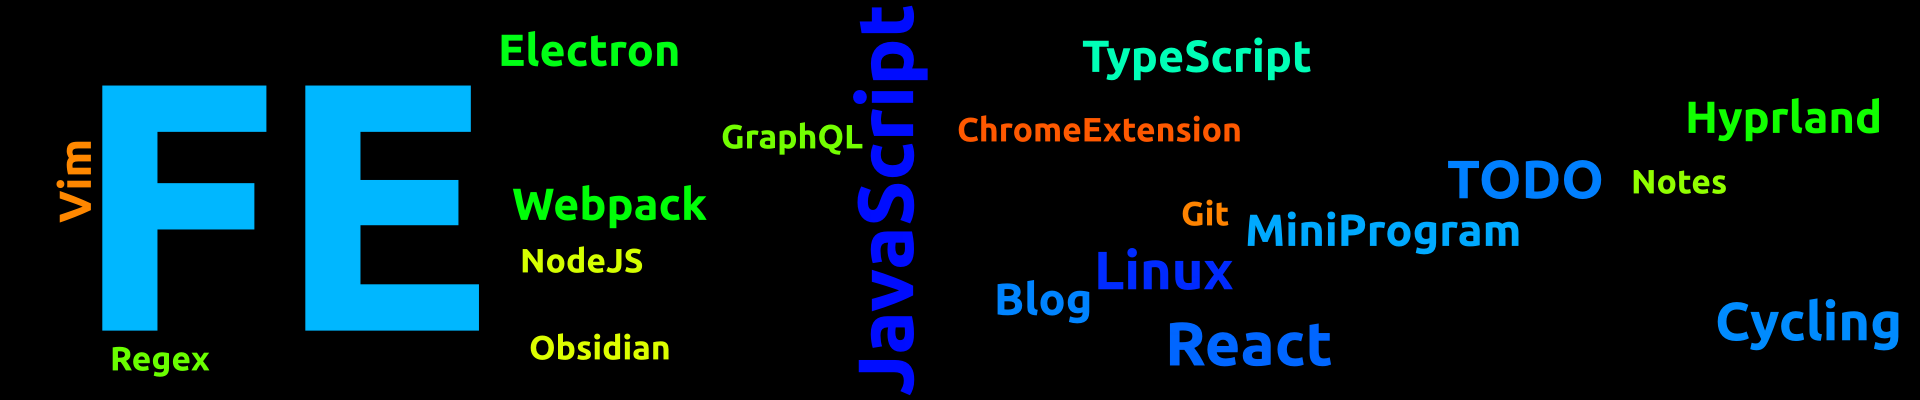 FE
Vim
Regex
Electron
GraphQL
Webpack
NodeJS
Obsidian
JavaScript
TypeScript
ChromeExtension
Git
MiniProgram
Linux
Blog
React
TODO
Notes
Hyprland
Cycling